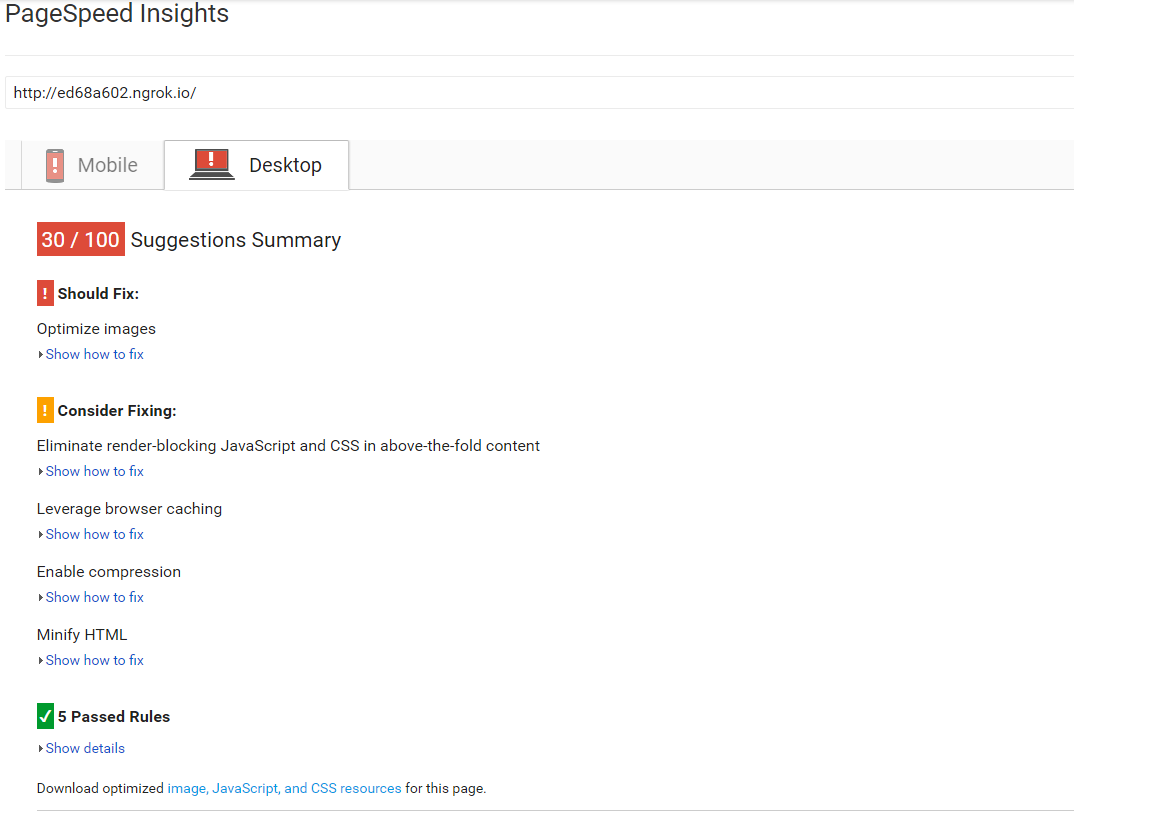 PageSpeed Insights
http://ed68a602.ngrok.io/
Mobile
Desktop
30 / 100 Suggestions Summary
! Should Fix:
Optimize images
Show how to fix
! Consider Fixing:
Eliminate render-blocking JavaScript and CSS in above-the-fold content
Show how to fix
Leverage browser caching
Show how to fix
Enable compression
Show how to fix
Minify HTML
Show how to fix
5 Passed Rules
Show details
Download optimized image, JavaScript, and CSS resources for this page.